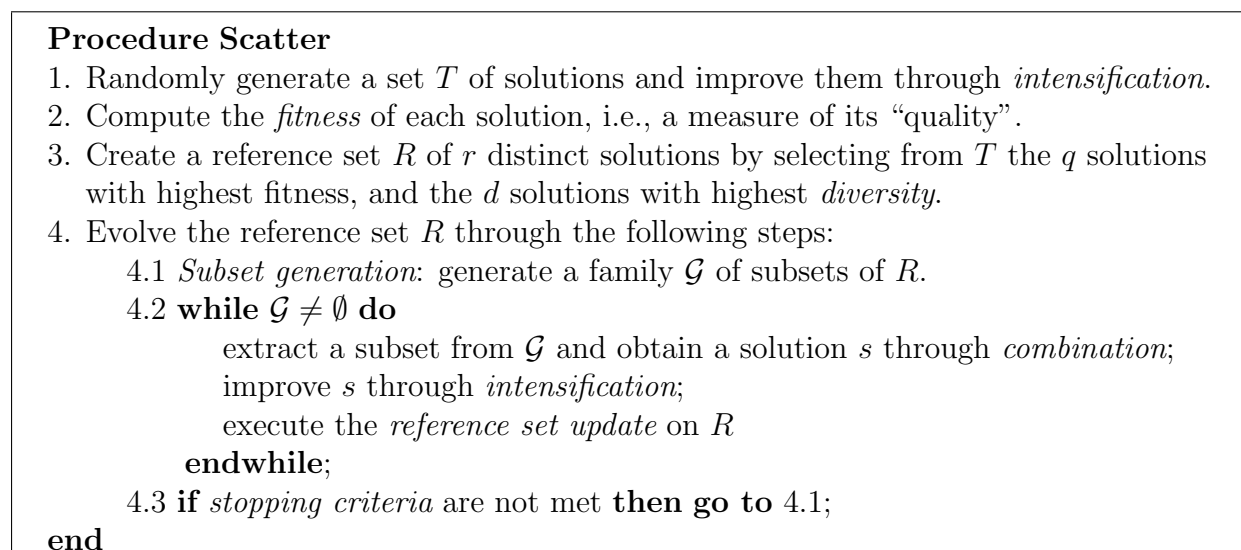 Procedure Scatter
1. Randomly generate a set T of solutions and improve them through intensification.
2. Compute the fitness of each solution, i.e., a measure of its “quality”.
3. Create a reference set R of r distinct solutions by selecting from T the q solutions
with highest fitness, and the d solutions with highest diversity.
4. Evolve the reference set R through the following steps:
4.1 Subset generation: generate a family 𝒢 of subsets of R.
4.2 while 𝒢 ≠ ∅ do
extract a subset from 𝒢 and obtain a solution s through combination;
improve s through intensification;
execute the reference set update on R
endwhile;
4.3 if stopping criteria are not met then go to 4.1;
end